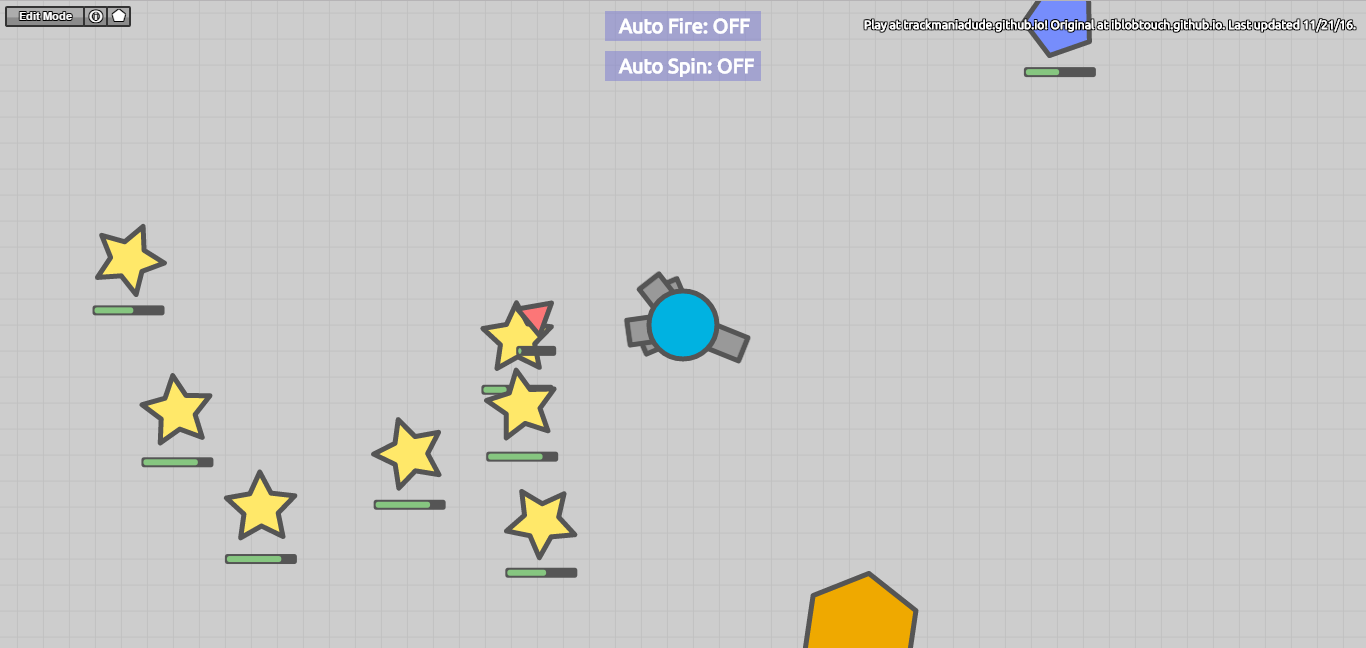 Edit Mode
Auto Fire: OFF
Play at trackmaniadude.github.io! Original at iblobtouch.github.io. Last updated 11/21/16.
Auto Spin: OFF